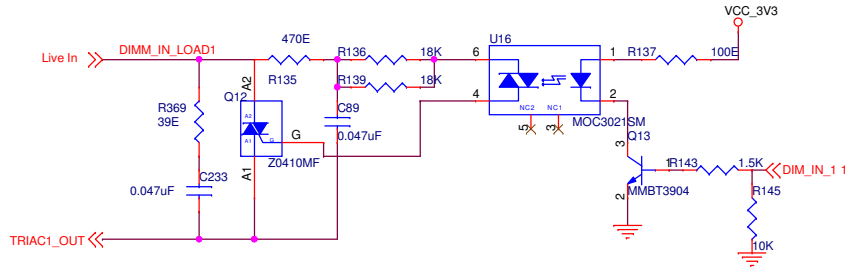 VCC_3V3
470E
U16
Live In
DIMM_IN_LOAD1
R136
18K
6
1
R137
100E
R135
R139
18K
A2
4
2
Q12
R369
39E
A2
A1
G
G
C89
0.047uF
NC2
NC1
5
3
MOC3021SM
Q13
Z0410MF
3
1
R143
1.5K
DIM_IN_1 1
C233
0.047uF
A1
MMBT3904
2
R145
TRIAC1_OUT
10K